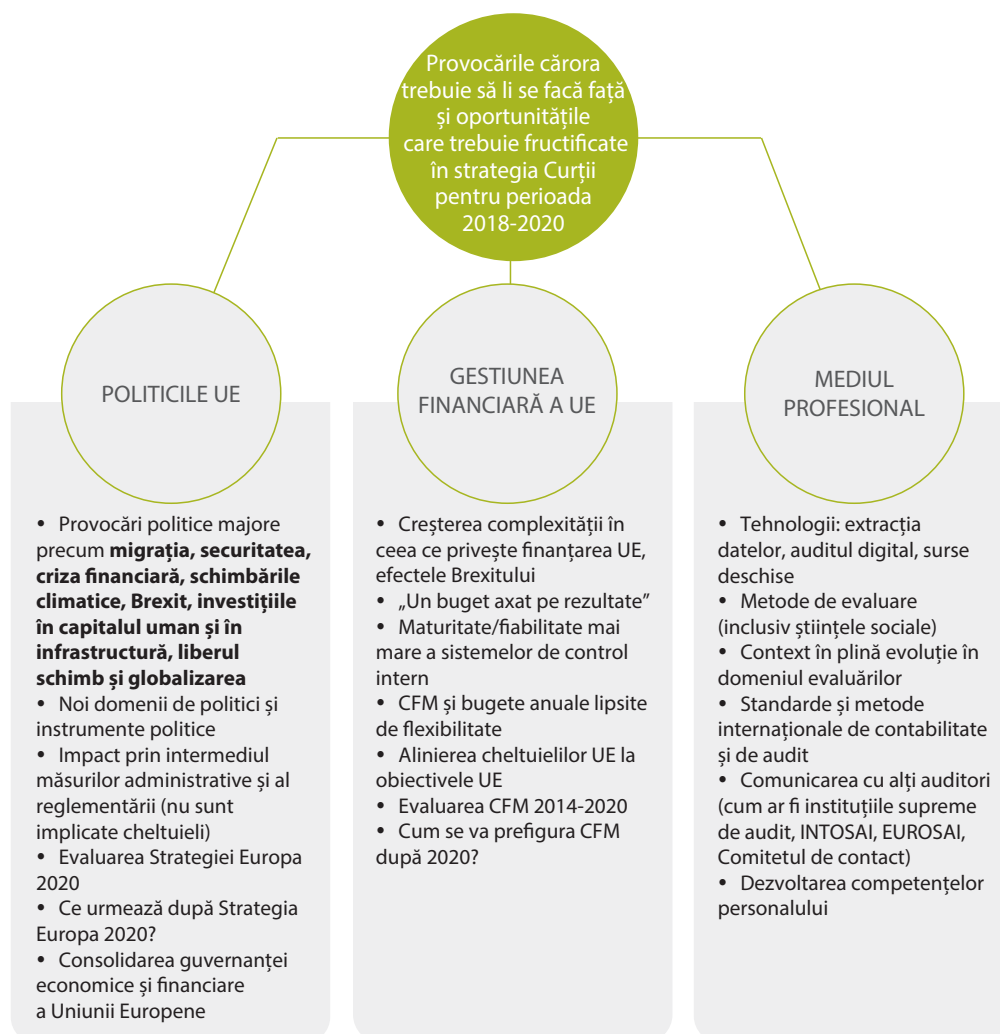 Provocările cărora
trebuie să li se facă față
și oportunitățile
care trebuie fructificate
în strategia Curții
pentru perioada
2018-2020
POLITICILE UE
• Provocări politice majore
precum migrația, securitatea,
criza financiară, schimbările
climatice, Brexit, investițiile
în capitalul uman și în
infrastructură, liberul
schimb și globalizarea
• Noi domenii de politici și
instrumente politice
• Impact prin intermediul
măsurilor administrative și al
reglementării (nu sunt
implicate cheltuieli)
• Evaluarea Strategiei Europa
2020
• Ce urmează după Strategia
Europa 2020?
• Consolidarea guvernanței
economice și financiare
a Uniunii Europene
GESTIUNEA
FINANCIARĂ A UE
• Creșterea complexității în
ceea ce privește finanțarea UE,
efectele Brexitului
• „Un buget axat pe rezultate”
• Maturitate/fiabilitate mai
mare a sistemelor de control
intern
• CFM și bugete anuale lipsite
de flexibilitate
• Alinierea cheltuielilor UE la
obiectivele UE
• Evaluarea CFM 2014-2020
• Cum se va prefigura CFM
după 2020?
MEDIUL
PROFESIONAL
• Tehnologii: extracția
datelor, auditul digital, surse
deschise
• Metode de evaluare
(inclusiv științele sociale)
• Context în plină evoluție în
domeniul evaluărilor
• Standarde și metode
internaționale de contabilitate
și de audit
• Comunicarea cu alți auditori
(cum ar fi instituțiile supreme
de audit, INTOSAI, EUROSAI,
Comitetul de contact)
• Dezvoltarea competențelor
personalului